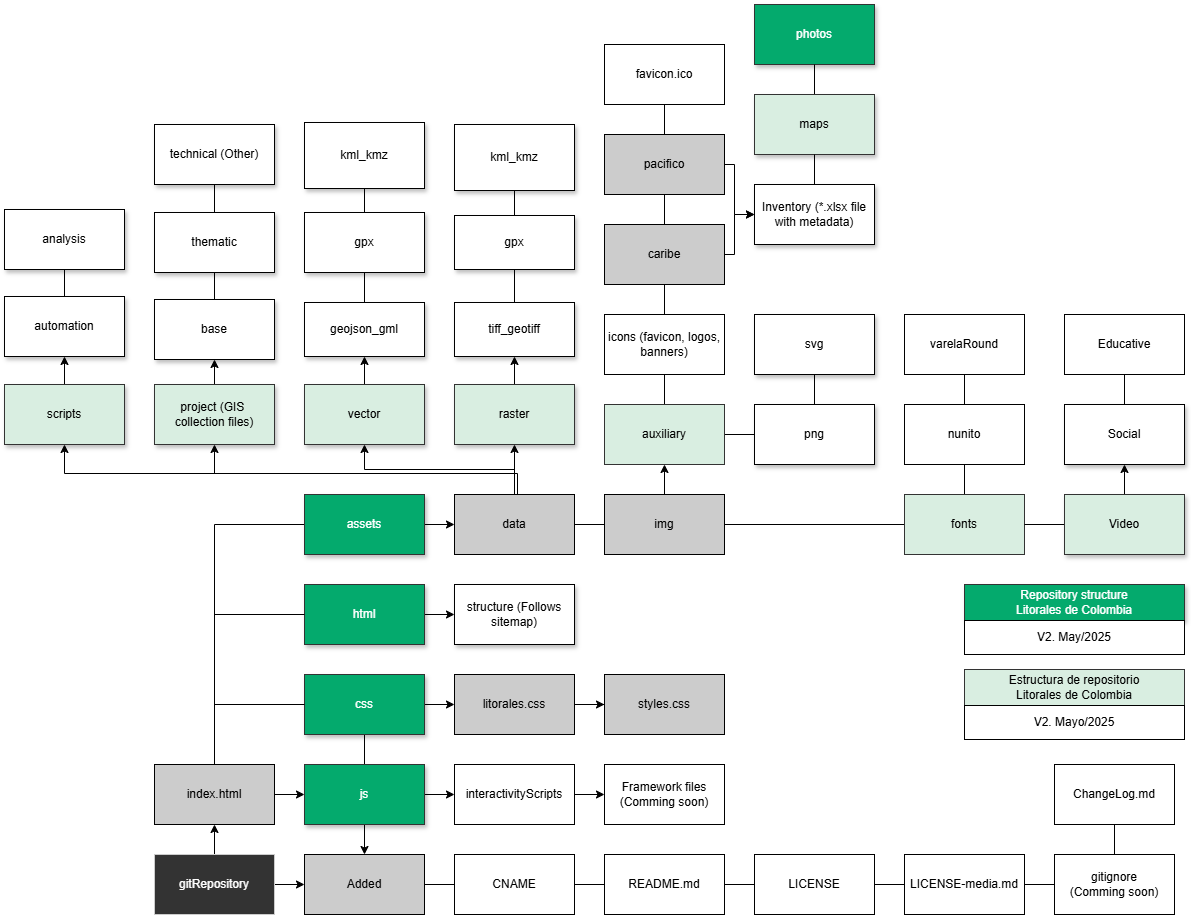 photos
favicon.ico
maps
technical (Other)
kml_kmz
kml_kmz
pacifico
Inventory (*.xlsx file
with metadata)
analysis
thematic
gpx
gpx
caribe
automation
base
geojson_gml
tiff_geotiff
icons (favicon, logos,
banners)
svg
varelaRound
Educative
scripts
project (GIS
collection files)
vector
raster
auxiliary
png
nunito
Social
assets
data
img
fonts
Video
html
structure (Follows
sitemap)
Repository structure
Litorales de Colombia
V2. May/2025
css
litorales.css
styles.css
Estructura de repositorio
Litorales de Colombia
V2. Mayo/2025
index.html
js
interactivityScripts
Framework files
(Comming soon)
ChangeLog.md
gitRepository
Added
CNAME
README.md
LICENSE
LICENSE-media.md
gitignore
(Comming soon)